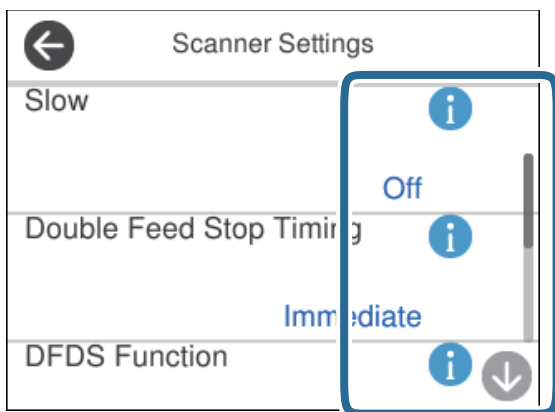 Scanner Settings
Slow
i
Off
Double Feed Stop Timing
i
Immediate
DFDS Function
i